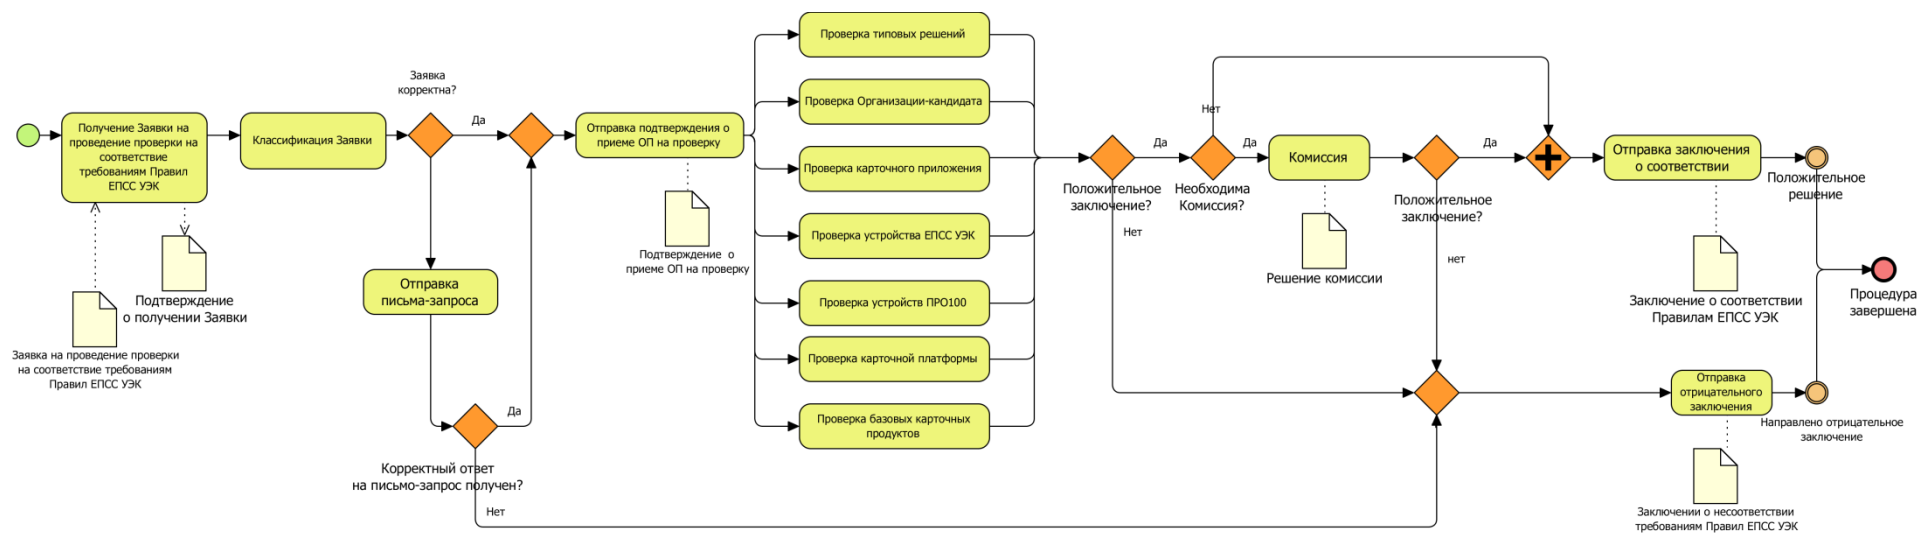 Получение Заявки на
проведение проверки на
соответствие
требованиям Правил
ЕПСС УЭК
Заявка на проведение проверки
на соответствие требованиям
Правил ЕПСС УЭК
Подтверждение
о получении Заявки
Классификация Заявки
Заявка
корректна?
Да
Отправка
письма-запроса
Корректный ответ
на письмо-запрос получен?
Да
Нет
Отправка подтверждения о
приеме ОП на проверку
Подтверждение о
приеме ОП на проверку
Проверка типовых решений
Проверка Организации-кандидата
Проверка карточного приложения
Проверка устройства ЕПСС УЭК
Проверка устройств ПРО100
Проверка карточной платформы
Проверка базовых карточных
продуктов
Положительное
заключение?
Да
Нет
Необходима
Комиссия?
Нет
Да
Комиссия
Решение комиссии
Положительное
заключение?
Да
нет
Отправка заключения
о соответствии
Заключение о соответствии
Правилам ЕПСС УЭК
Положительное
решение
Процедура
завершена
Отправка
отрицательного
заключения
Направлено отрицательное
заключение
Заключении о несоответствии
требованиям Правил ЕПСС УЭК